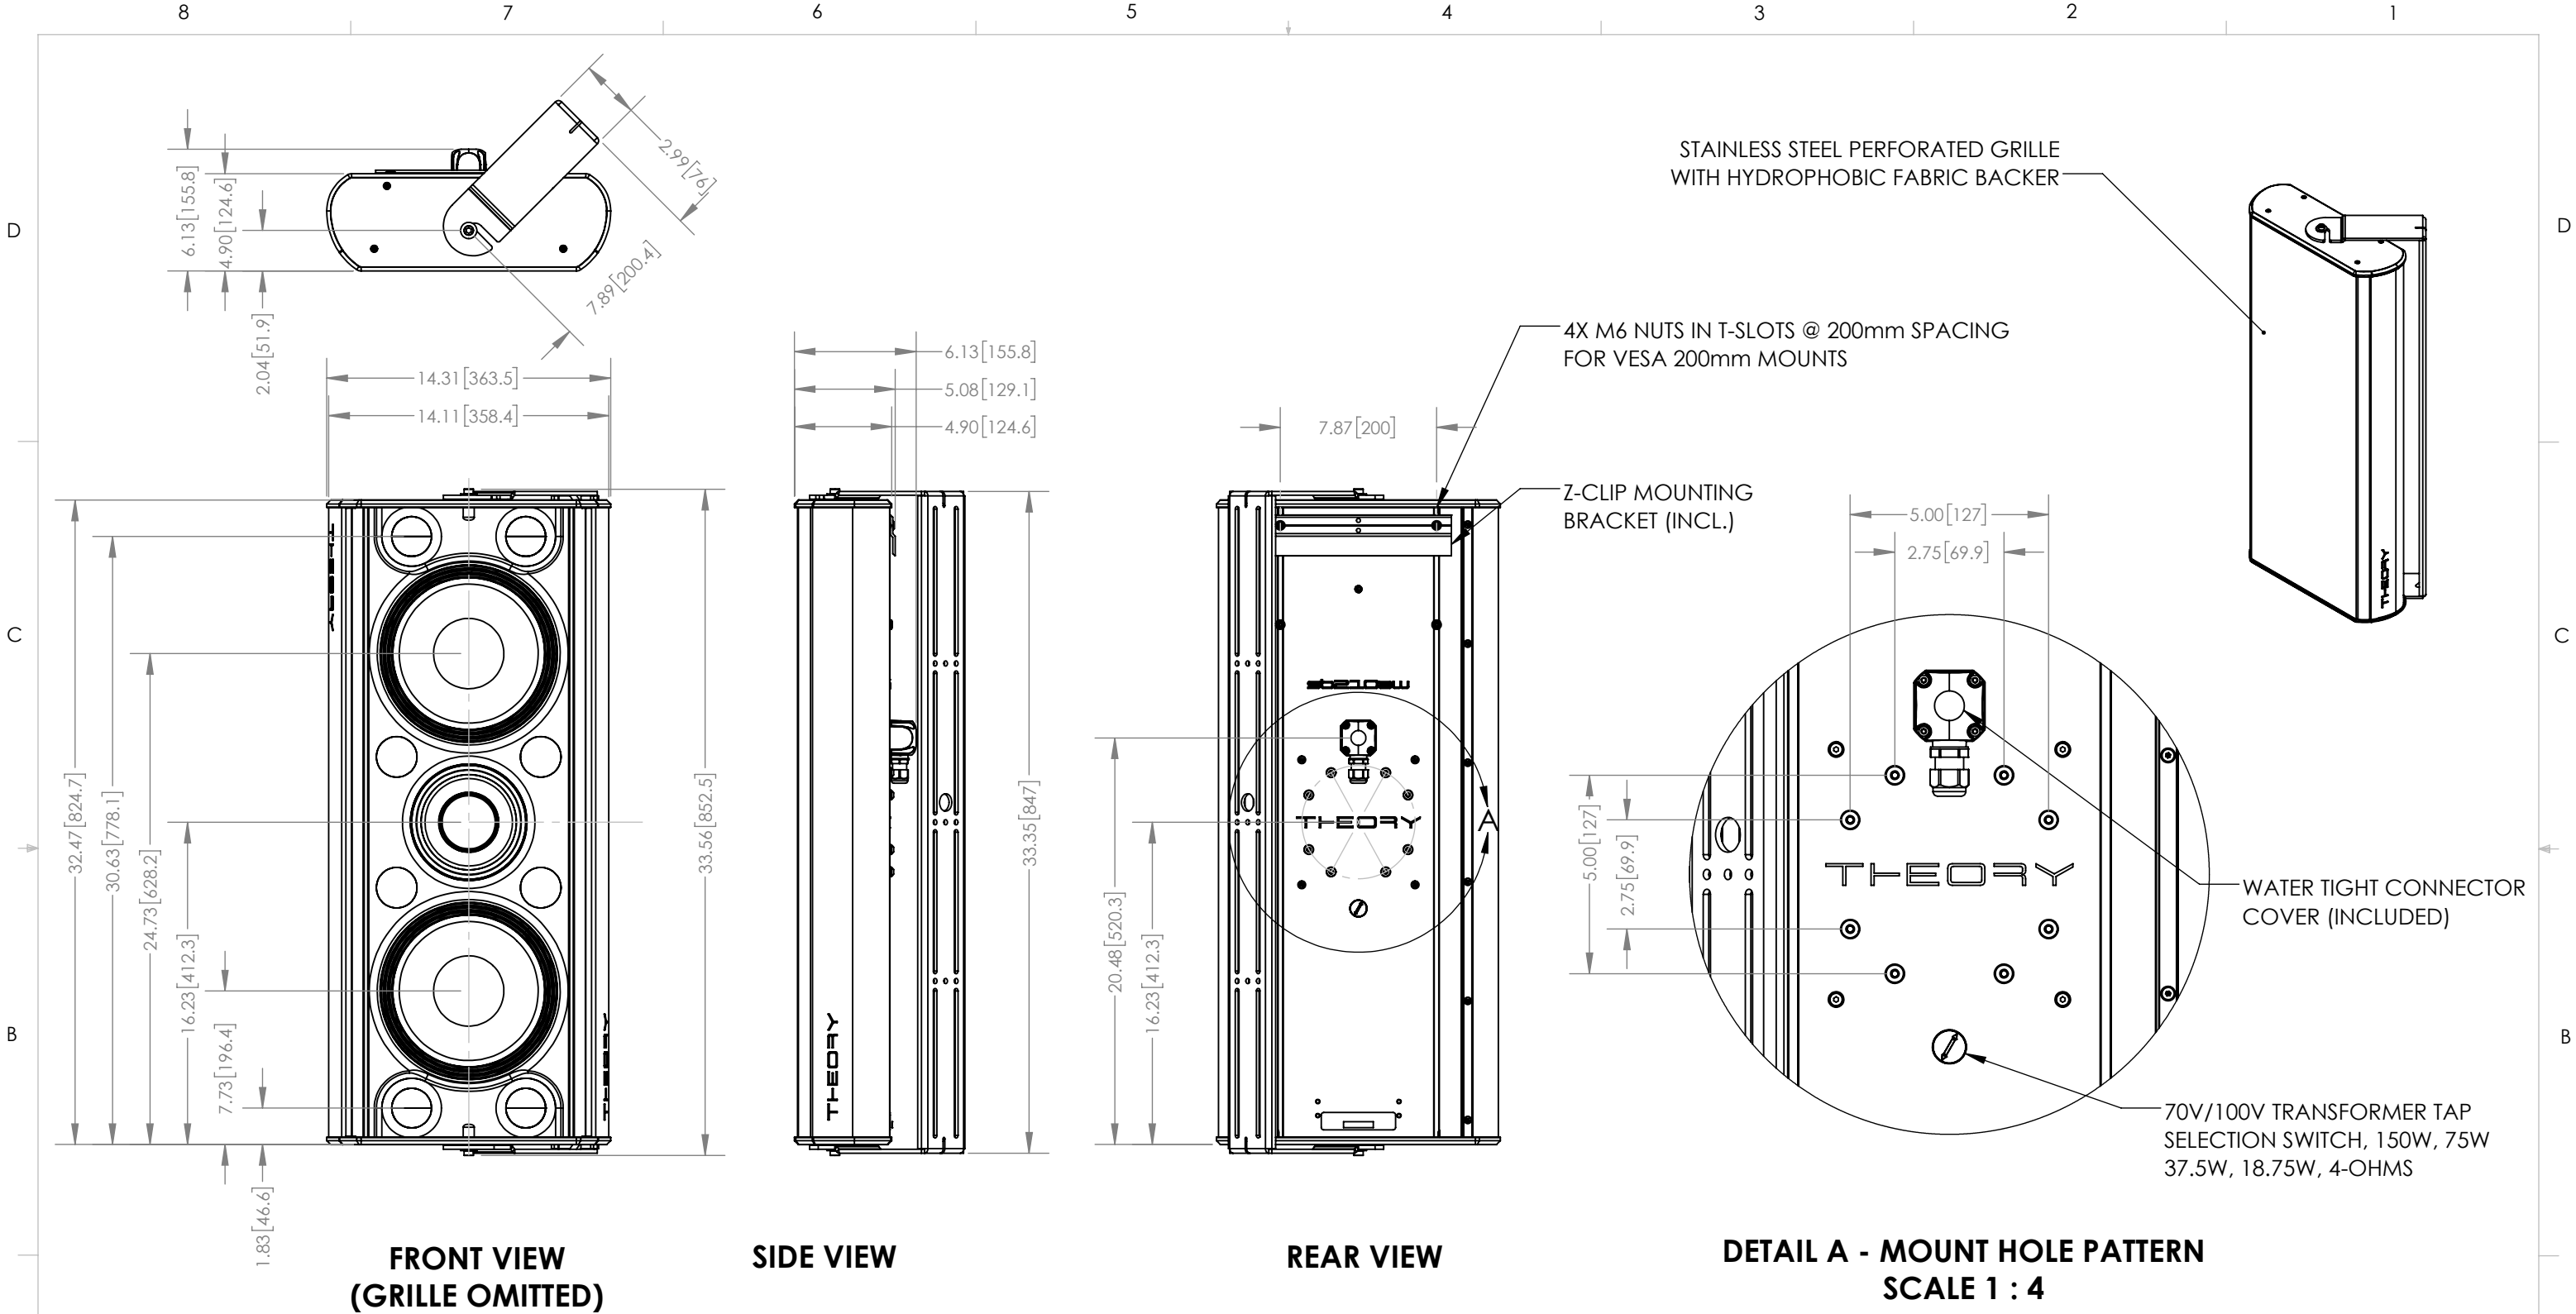 8 7 6 5 4 3 2 1
D
D
C
C
B
B
6.13[155.8]
4.90[124.6]
2.04[51.9]
2.99[76]
7.89[200.4]
14.31[363.5]
14.11[358.4]
32.47[824.7]
30.63[778.1]
24.73[628.2]
16.23[412.3]
7.73[196.4]
1.83[46.6]
33.56[852.5]
THEORY
THEORY
FRONT VIEW
(GRILLE OMITTED)
6.13[155.8]
5.08[129.1]
4.90[124.6]
33.35[847]
THEORY
SIDE VIEW
7.87[200]
4X M6 NUTS IN T-SLOTS @ 200mm SPACING
FOR VESA 200mm MOUNTS
Z-CLIP MOUNTING
BRACKET (INCL.)
20.48[520.3]
16.23[412.3]
THEORY
A
REAR VIEW
STAINLESS STEEL PERFORATED GRILLE
WITH HYDROPHOBIC FABRIC BACKER
THEORY
5.00[127]
2.75[69.9]
5.00[127]
2.75[69.9]
THEORY
WATER TIGHT CONNECTOR
COVER (INCLUDED)
70V/100V TRANSFORMER TAP
SELECTION SWITCH, 150W, 75W
37.5W, 18.75W, 4-OHMS
DETAIL A - MOUNT HOLE PATTERN
SCALE 1 : 4